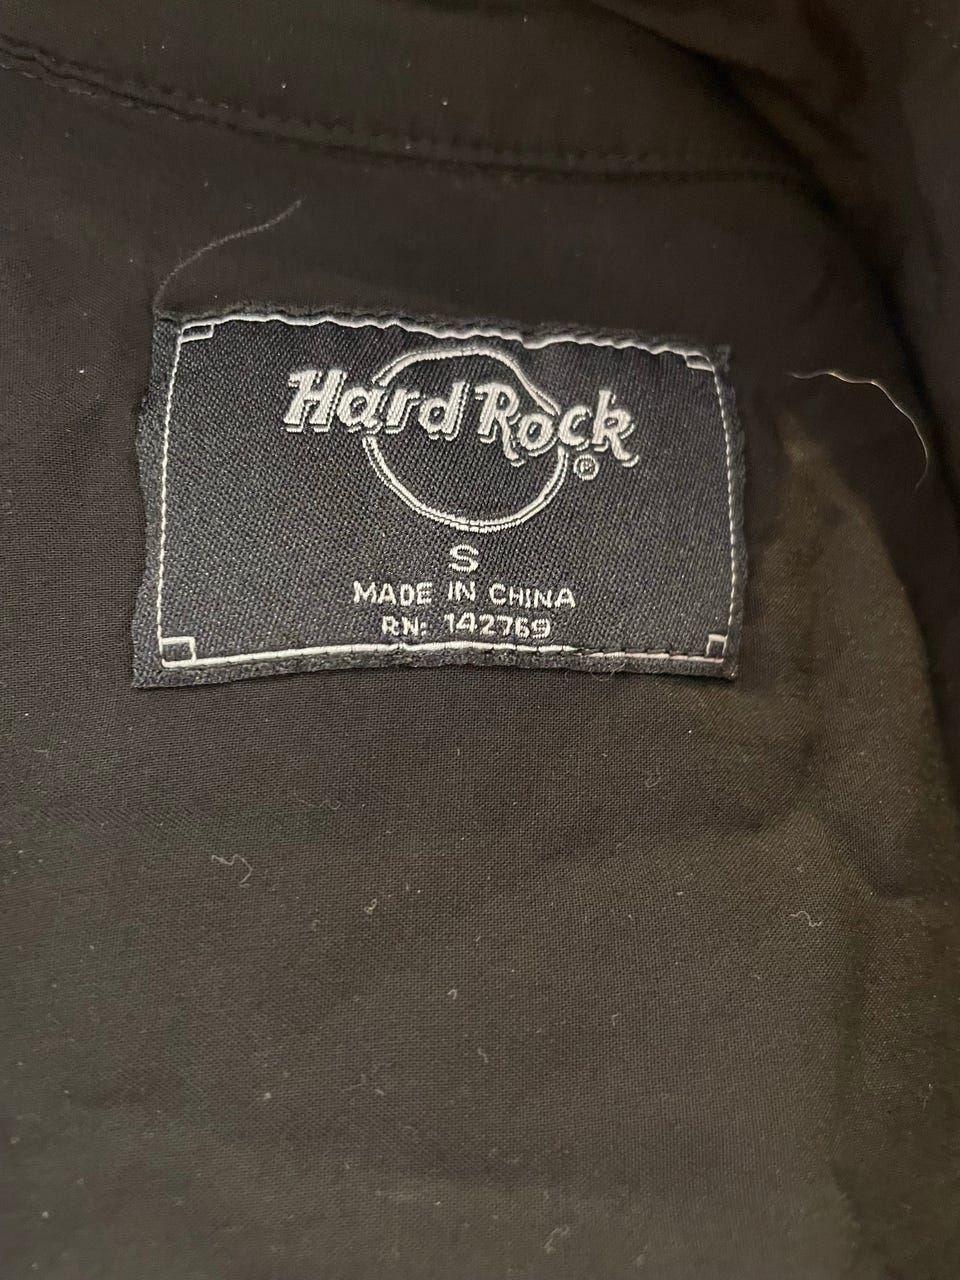 Hard Rock
®
S
MADE IN CHINA
RN: 142769